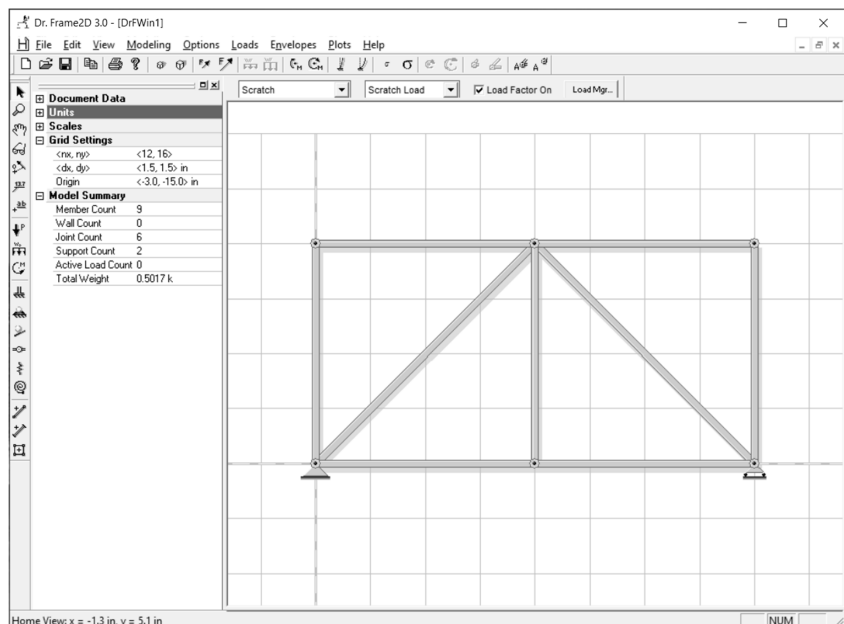 Dr. Frame2D 3.0 - [DrFWin1]
File Edit View Modeling Options Loads Envelopes Plots Help
Scratch Scratch Load Load Factor On Load Mgr...
Document Data
Units
Scales
Grid Settings
<nx, ny> <12, 16>
<dx, dy> <1.5, 1.5> in
Origin <-3.0, -15.0> in
Model Summary
Member Count 9
Wall Count 0
Joint Count 6
Support Count 2
Active Load Count 0
Total Weight 0.5017 k
Home View: x = -1.3 in, y = 5.1 in NUM